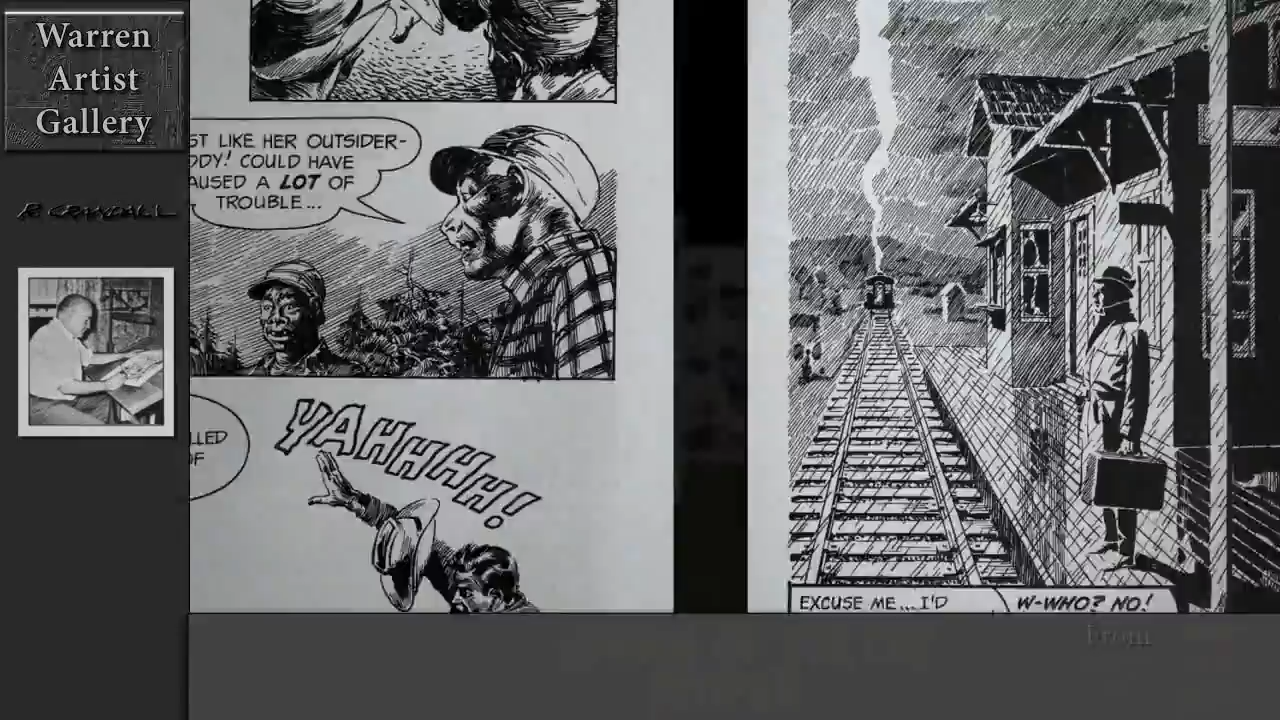 Warren
Artist
Gallery
R. CRANDALL
ST LIKE HER OUTSIDER-
DDY! COULD HAVE
AUSED A LOT OF
TROUBLE...
LLED
OF
YAHHHH!
EXCUSE ME...I'D
W-WHO? NO!
From